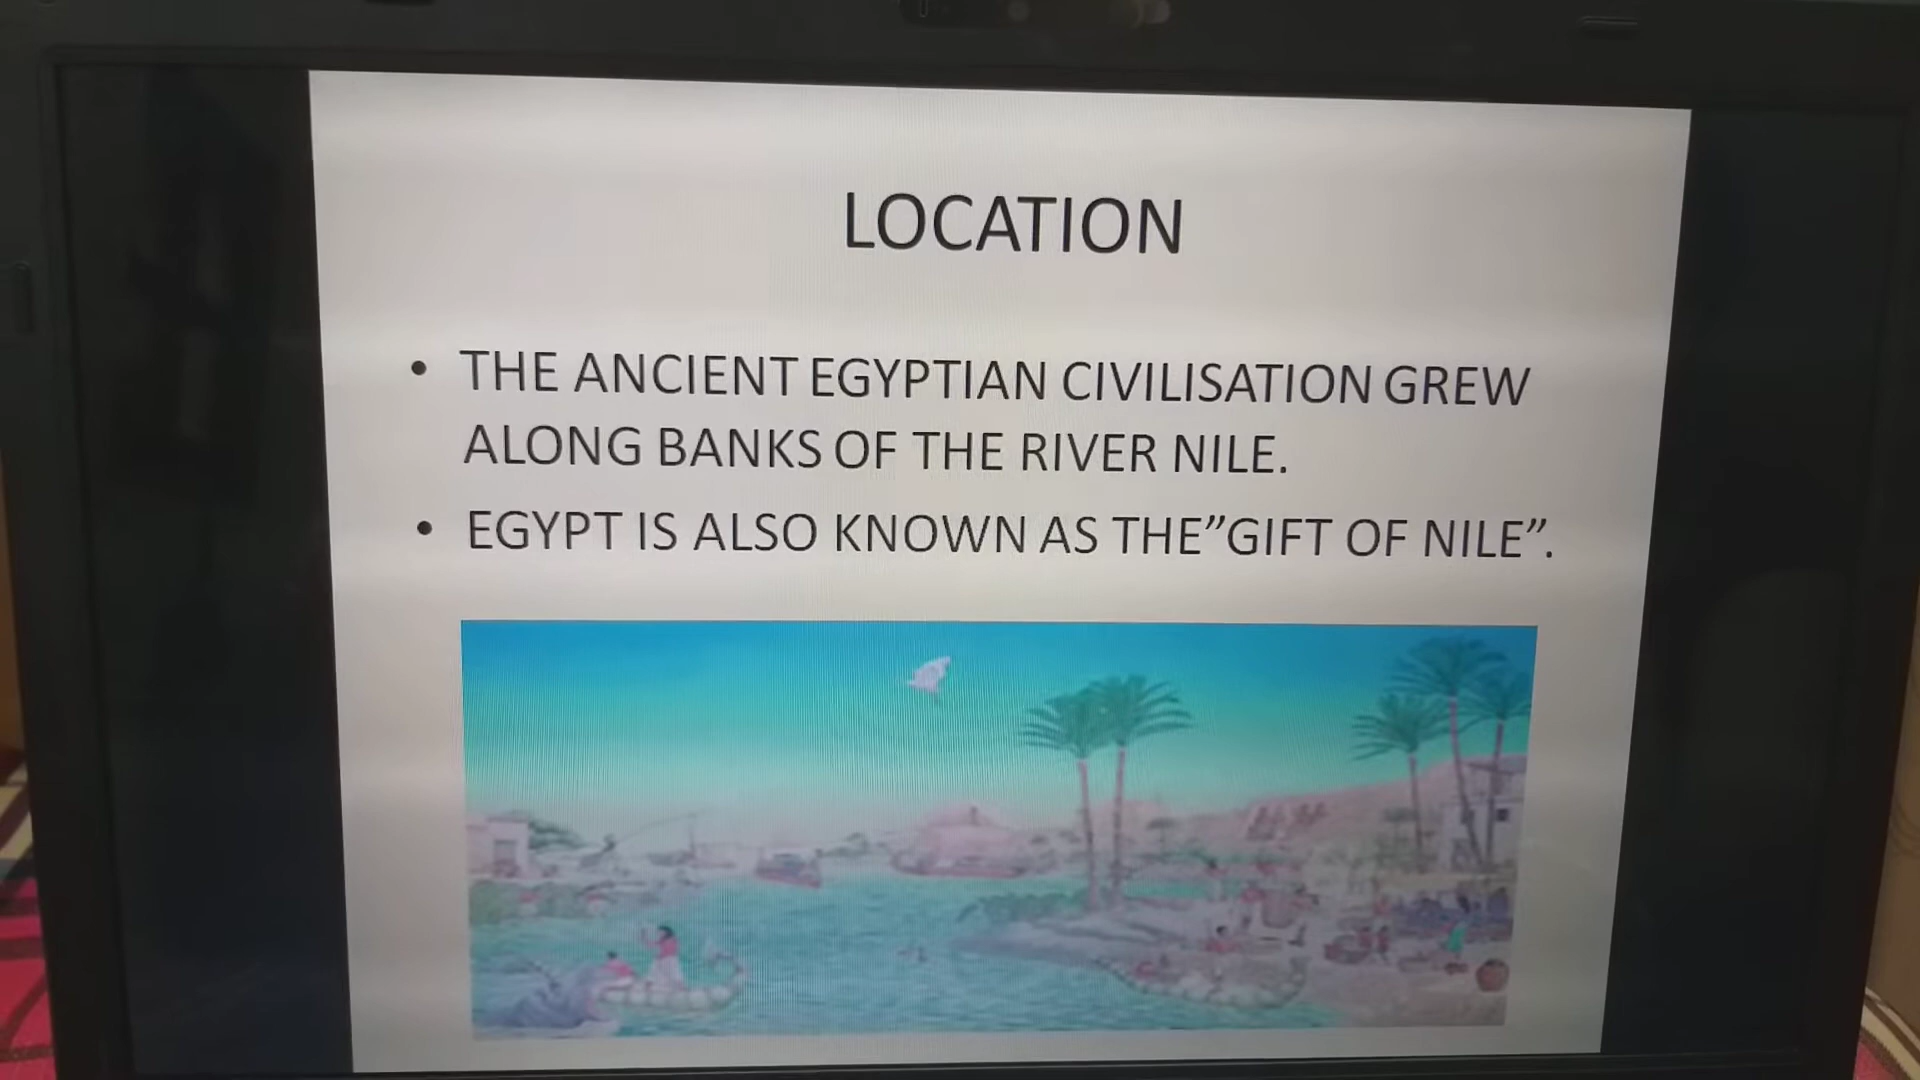 LOCATION
• THE ANCIENT EGYPTIAN CIVILISATION GREW
ALONG BANKS OF THE RIVER NILE.
• EGYPT IS ALSO KNOWN AS THE”GIFT OF NILE”.